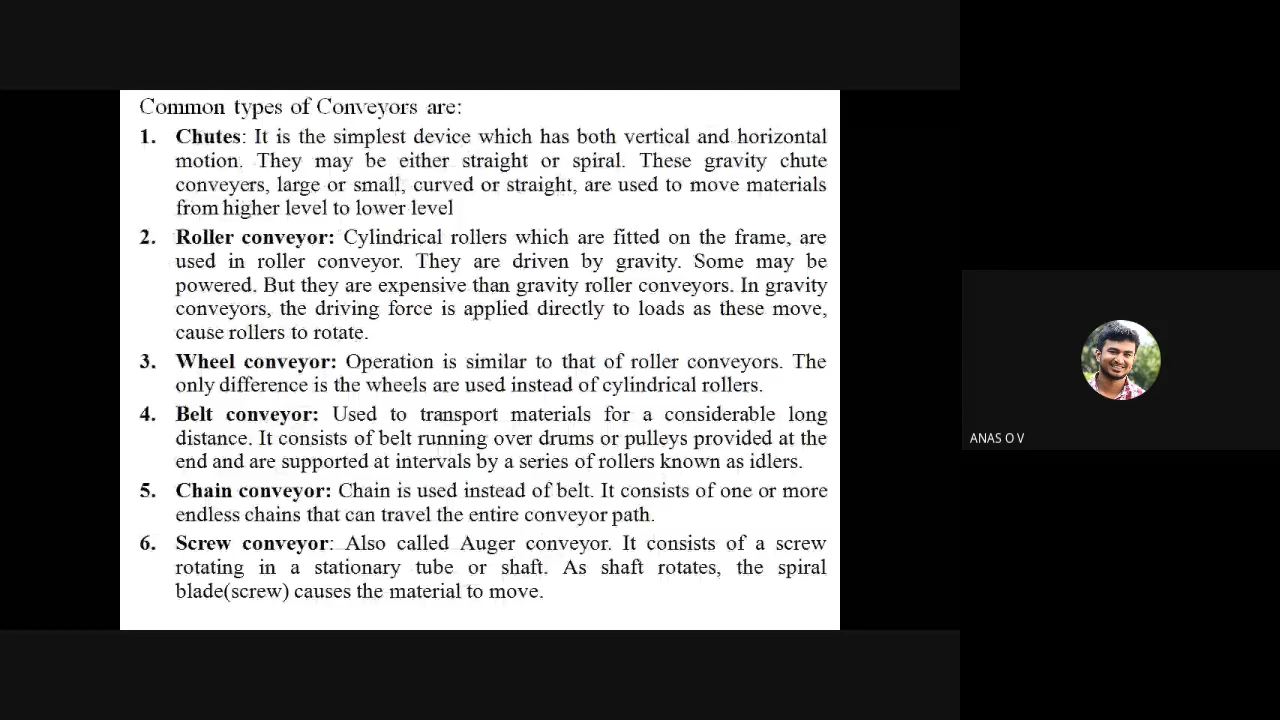 Common types of Conveyors are:
1. Chutes: It is the simplest device which has both vertical and horizontal
motion. They may be either straight or spiral. These gravity chute
conveyers, large or small, curved or straight, are used to move materials
from higher level to lower level
2. Roller conveyor: Cylindrical rollers which are fitted on the frame, are
used in roller conveyor. They are driven by gravity. Some may be
powered. But they are expensive than gravity roller conveyors. In gravity
conveyors, the driving force is applied directly to loads as these move,
cause rollers to rotate.
3. Wheel conveyor: Operation is similar to that of roller conveyors. The
only difference is the wheels are used instead of cylindrical rollers.
4. Belt conveyor: Used to transport materials for a considerable long
distance. It consists of belt running over drums or pulleys provided at the
end and are supported at intervals by a series of rollers known as idlers.
5. Chain conveyor: Chain is used instead of belt. It consists of one or more
endless chains that can travel the entire conveyor path.
6. Screw conveyor: Also called Auger conveyor. It consists of a screw
rotating in a stationary tube or shaft. As shaft rotates, the spiral
blade(screw) causes the material to move.
ANAS O V